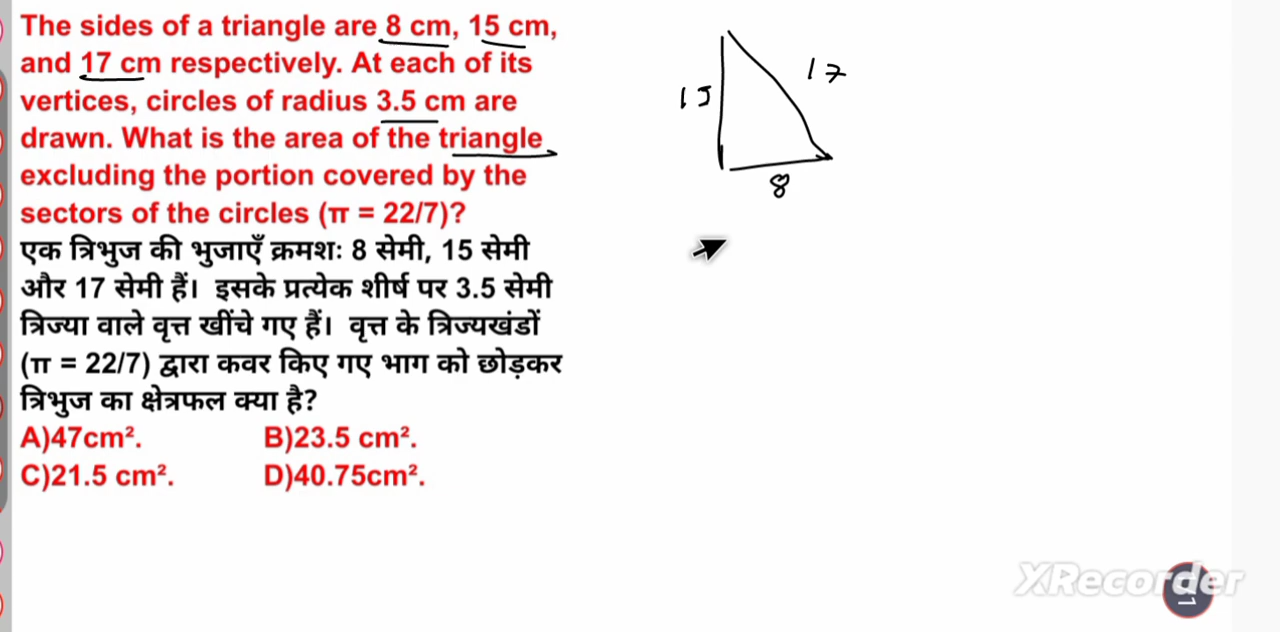 The sides of a triangle are 8 cm, 15 cm,
and 17 cm respectively. At each of its
vertices, circles of radius 3.5 cm are
drawn. What is the area of the triangle
excluding the portion covered by the
sectors of the circles (π = 22/7)?
एक त्रिभुज की भुजाएँ क्रमशः 8 सेमी, 15 सेमी
और 17 सेमी हैं। इसके प्रत्येक शीर्ष पर 3.5 सेमी
त्रिज्या वाले वृत्त खींचे गए हैं। वृत्त के त्रिज्यखंडों
(π = 22/7) द्वारा कवर किए गए भाग को छोड़कर
त्रिभुज का क्षेत्रफल क्या है?
A)47cm².  B)23.5 cm².
C)21.5 cm².  D)40.75cm².
17
15
8
XRecorder